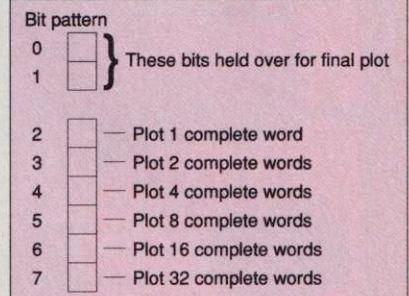 Bit pattern
0
These bits held over for final plot
1
2 — Plot 1 complete word
3 — Plot 2 complete words
4 — Plot 4 complete words
5 — Plot 8 complete words
6 — Plot 16 complete words
7 — Plot 32 complete words